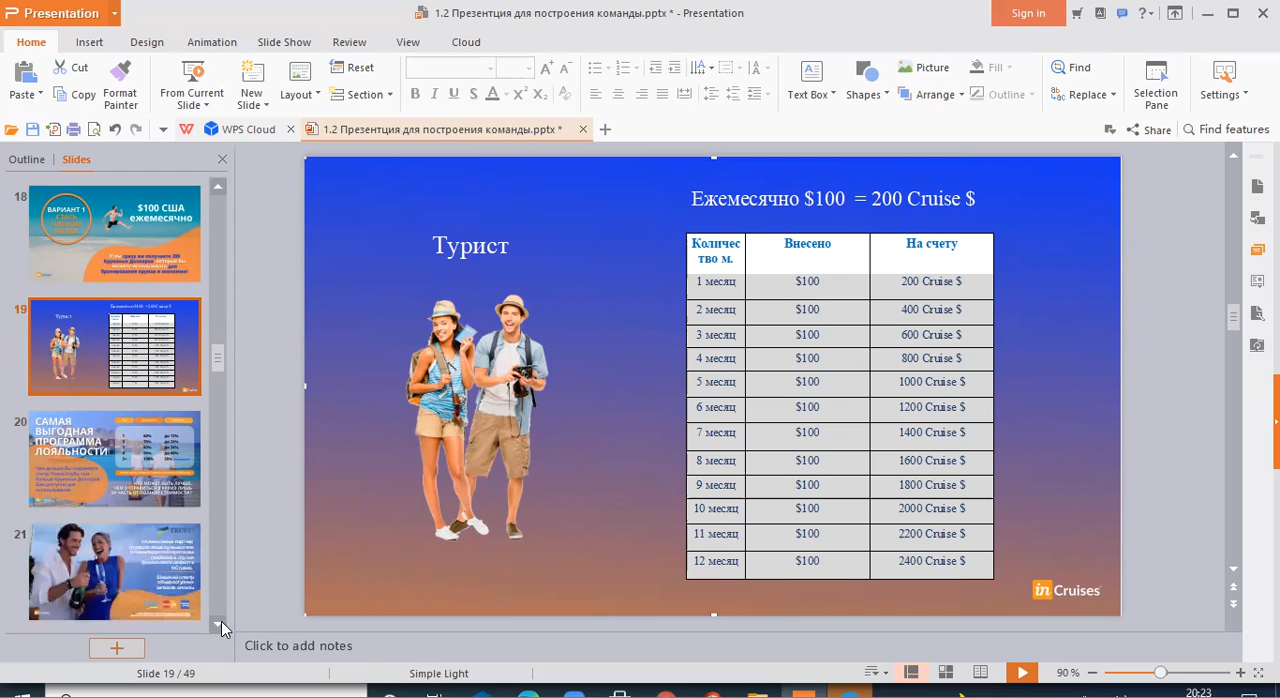 Presentation
1.2 Презентция для построения команды.pptx * - Presentation
Sign in
Home Insert Design Animation Slide Show Review View Cloud
Paste
Cut
Copy
Format
Painter
From Current
Slide
New
Slide
Layout
Reset
Section
Text Box
Shapes
Picture
Arrange
Fill
Outline
Find
Replace
Selection
Pane
Settings
WPS Cloud
1.2 Презентция для построения команды.pptx *
Share
Find features
Outline Slides
18
ВАРИАНТ 1
$100 США
ежемесячно
19
Турист
20
САМАЯ
ВЫГОДНАЯ
ПРОГРАММА
ЛОЯЛЬНОСТИ
21
Ежемесячно $100 = 200 Cruise $
Турист
Количес
тво м.
Внесено На счету
1 месяц $100 200 Cruise $
2 месяц $100 400 Cruise $
3 месяц $100 600 Cruise $
4 месяц $100 800 Cruise $
5 месяц $100 1000 Cruise $
6 месяц $100 1200 Cruise $
7 месяц $100 1400 Cruise $
8 месяц $100 1600 Cruise $
9 месяц $100 1800 Cruise $
10 месяц $100 2000 Cruise $
11 месяц $100 2200 Cruise $
12 месяц $100 2400 Cruise $
inCruises
Click to add notes
Slide 19 / 49
Simple Light
90 %
20:23